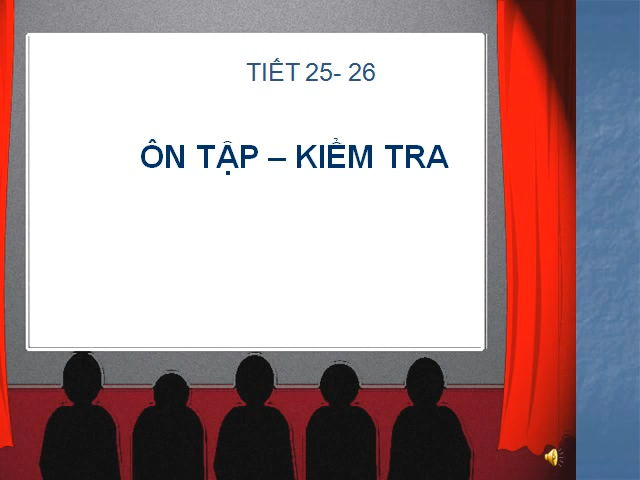 TIẾT 25- 26
ÔN TẬP – KIỂM TRA